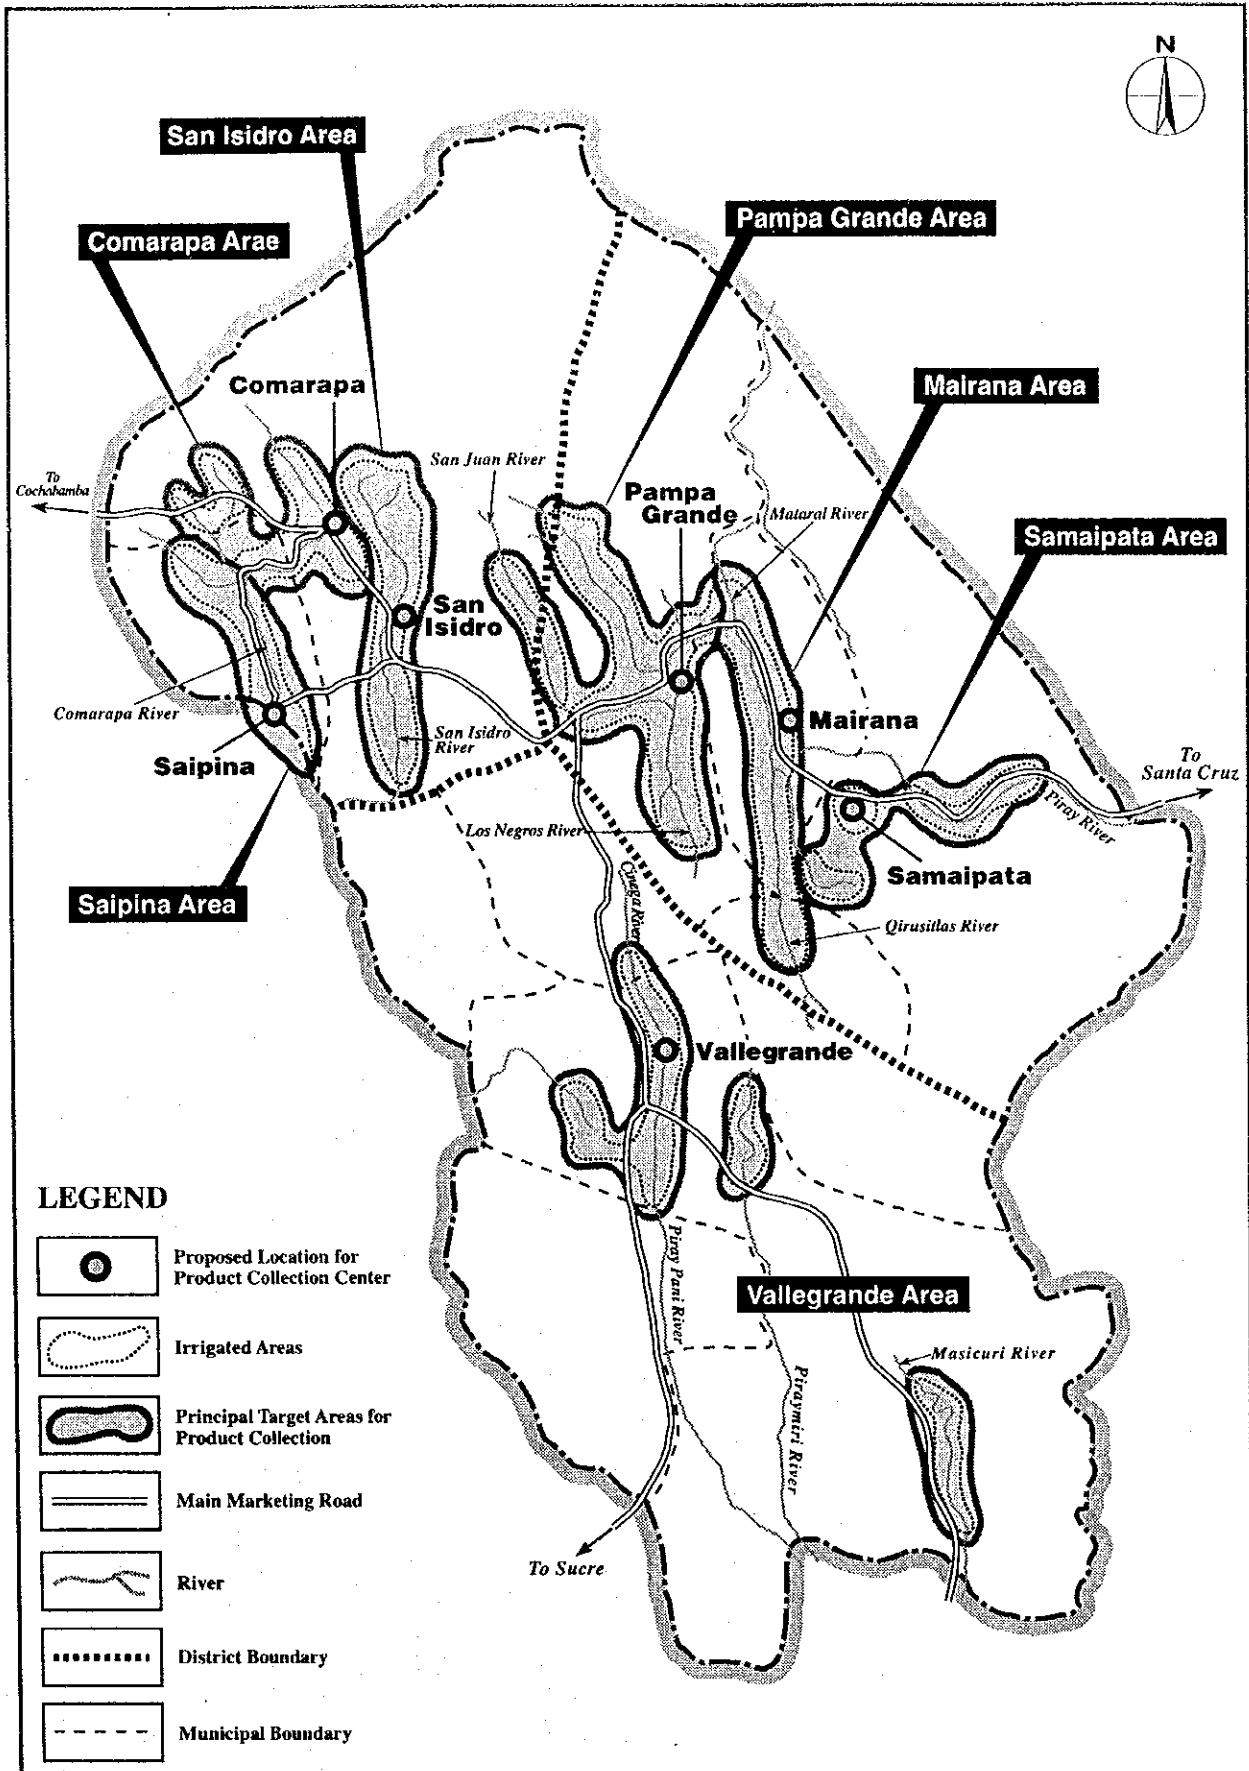 N
San Isidro Area
Pampa Grande Area
Comarapa Arae
Comarapa
Mairana Area
San Juan River
To
Cochabamba
Pampa
Grande
Mataral River
Samaipata Area
San
Isidro
Comarapa River
San Isidro
River
Mairana
Saipina
To
Santa Cruz
Piray River
Los Negros River
Cinega River
Samaipata
Saipina Area
Qirusitlas River
Vallegrande
LEGEND
Proposed Location for
Product Collection Center
Piray Pani River
Vallegrande Area
Irrigated Areas
Masicuri River
Piraymiri River
Principal Target Areas for
Product Collection
Main Marketing Road
To Sucre
River
District Boundary
Municipal Boundary